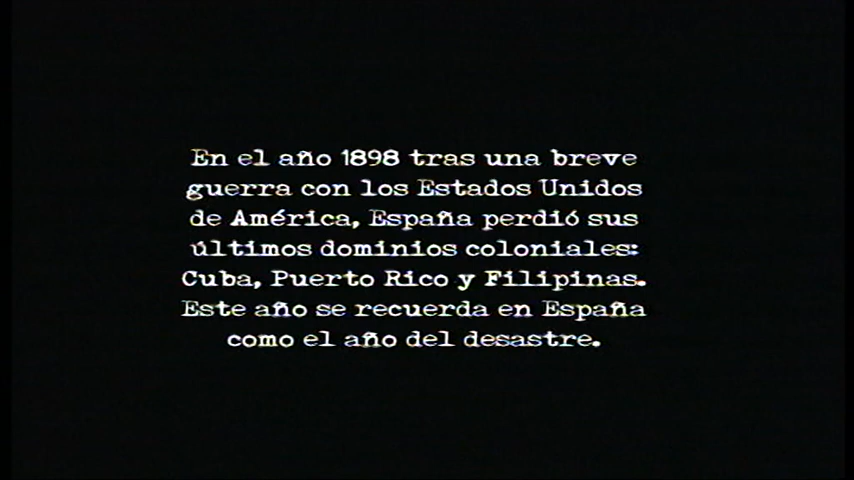 En el año 1898 tras una breve
guerra con los Estados Unidos
de América, España perdió sus
últimos dominios coloniales:
Cuba, Puerto Rico y Filipinas.
Este año se recuerda en España
como el año del desastre.